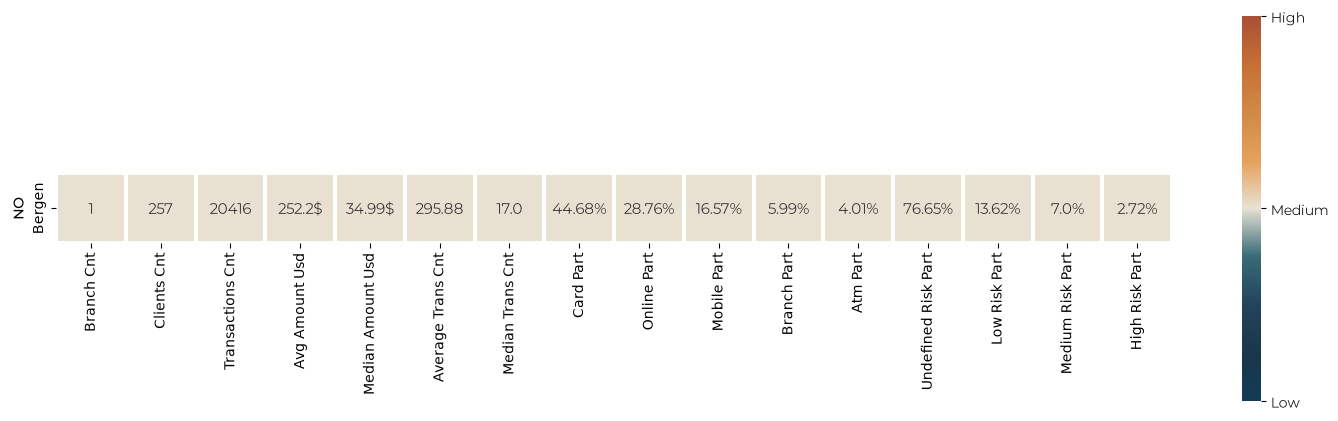 High
Medium
Low
NO
Bergen
1 257 20416 252.2$ 34.99$ 295.88 17.0 44.68% 28.76% 16.57% 5.99% 4.01% 76.65% 13.62% 7.0% 2.72%
Branch Cnt
Clients Cnt
Transactions Cnt
Avg Amount Usd
Median Amount Usd
Average Trans Cnt
Median Trans Cnt
Card Part
Online Part
Mobile Part
Branch Part
Atm Part
Undefined Risk Part
Low Risk Part
Medium Risk Part
High Risk Part